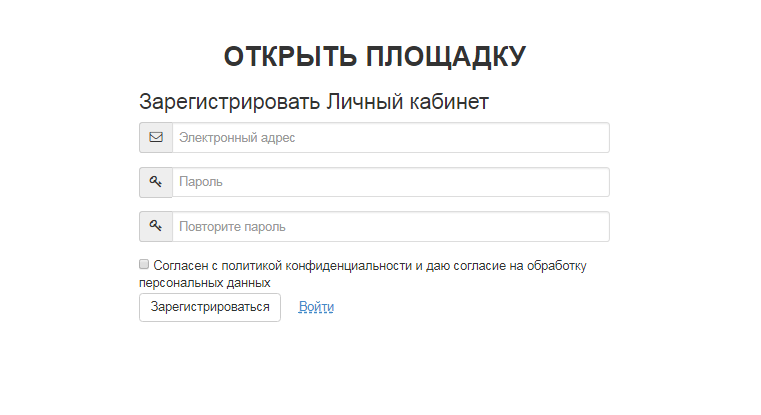 ОТКРЫТЬ ПЛОЩАДКУ
Зарегистрировать Личный кабинет
Электронный адрес
Пароль
Повторите пароль
Согласен с политикой конфиденциальности и даю согласие на обработку
персональных данных
Зарегистрироваться Войти